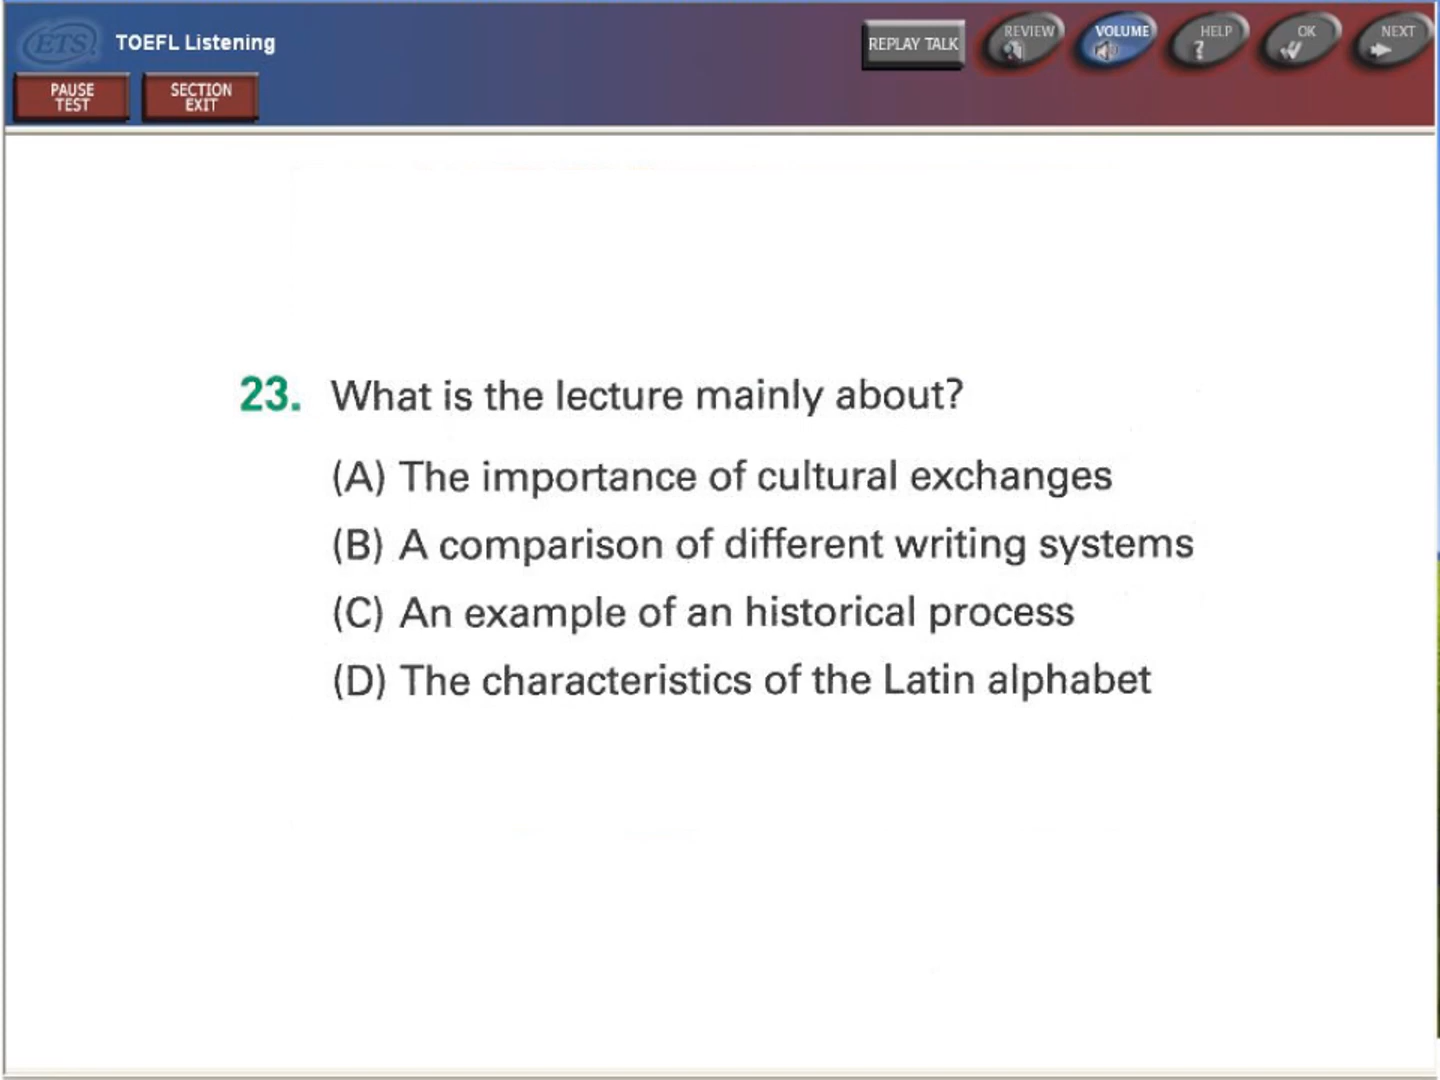 ETS
TOEFL Listening
REPLAY TALK
REVIEW
VOLUME
HELP
OK
NEXT
PAUSE
TEST
SECTION
EXIT
23. What is the lecture mainly about?
(A) The importance of cultural exchanges
(B) A comparison of different writing systems
(C) An example of an historical process
(D) The characteristics of the Latin alphabet